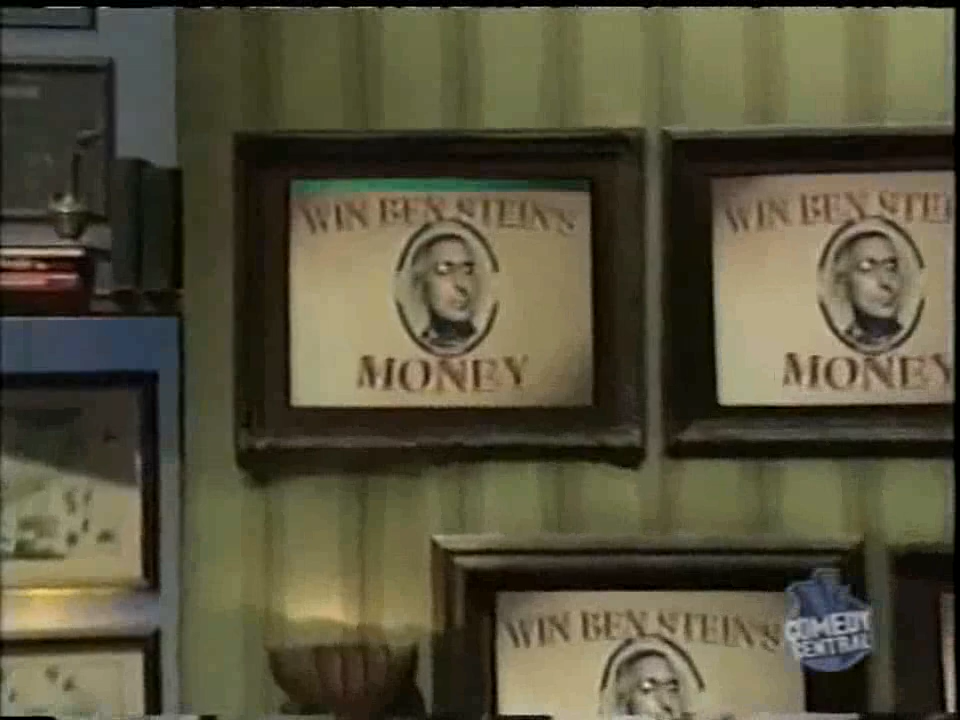 WIN BEN STEIN'S
MONEY
WIN BEN STEI
MONEY
WIN BEN STEIN'S
COMEDY
CENTRAL